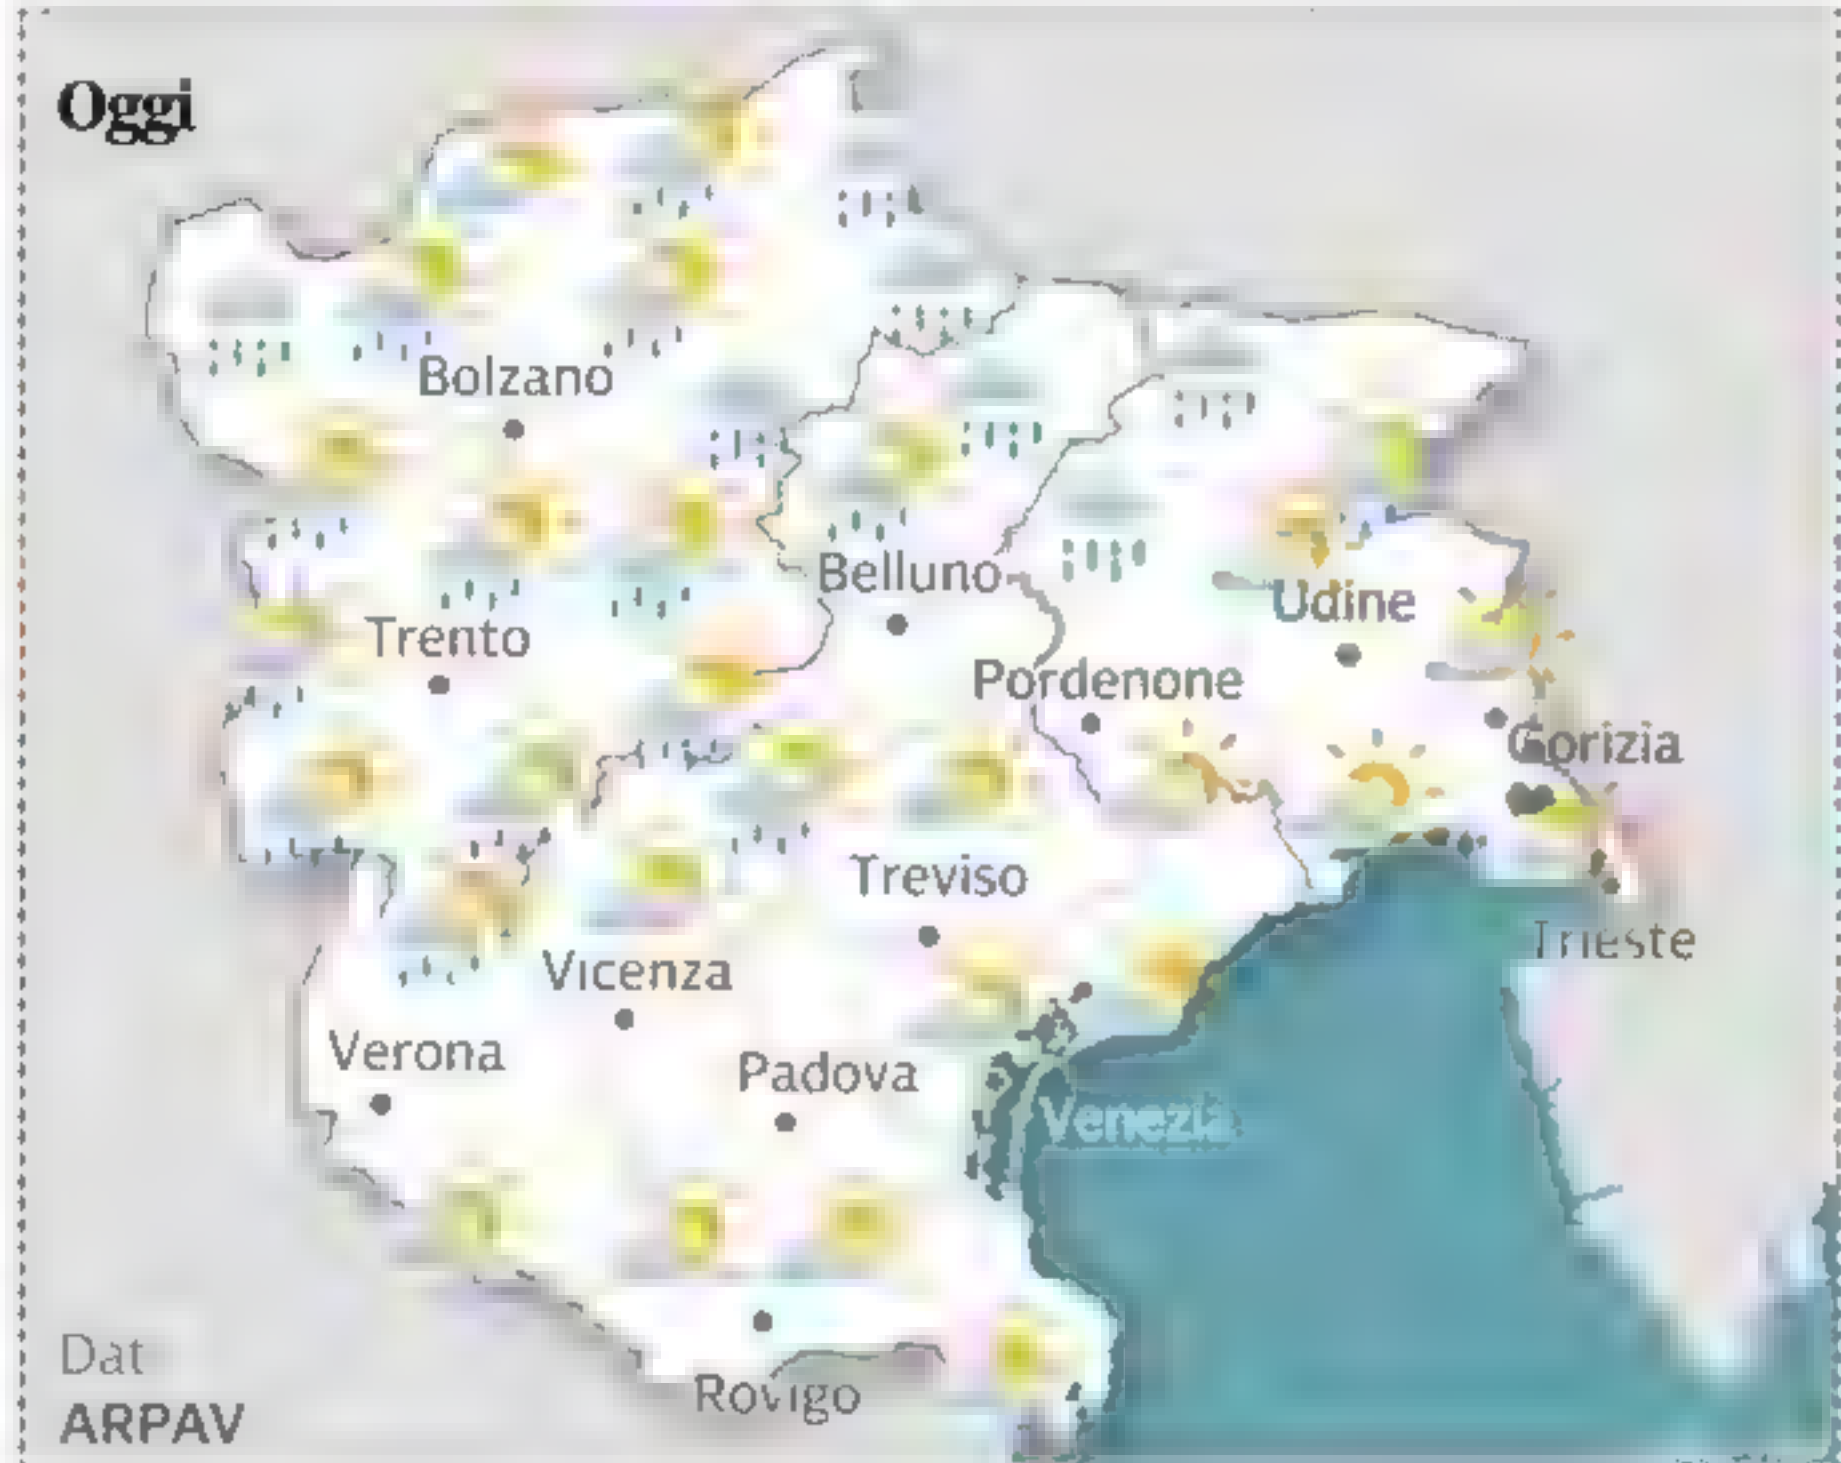 Oggi
Bolzano
Belluno
Udine
Trento
Pordenone
Gorizia
Treviso
Trieste
Vicenza
Verona
Padova
Venezia
Dat
Rovigo
ARPAV